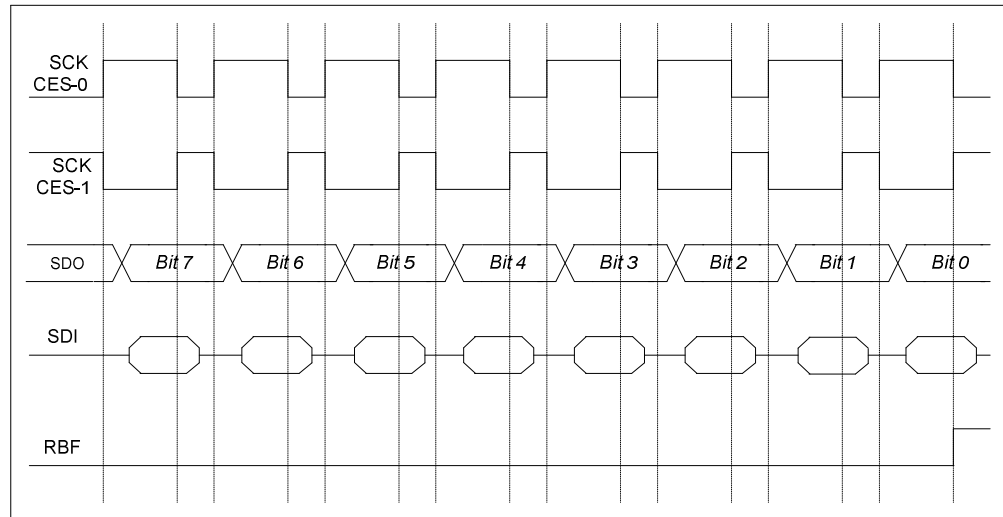 SCK
CES-0
SCK
CES-1
SDO Bit 7 Bit 6 Bit 5 Bit 4 Bit 3 Bit 2 Bit 1 Bit 0
SDI
RBF